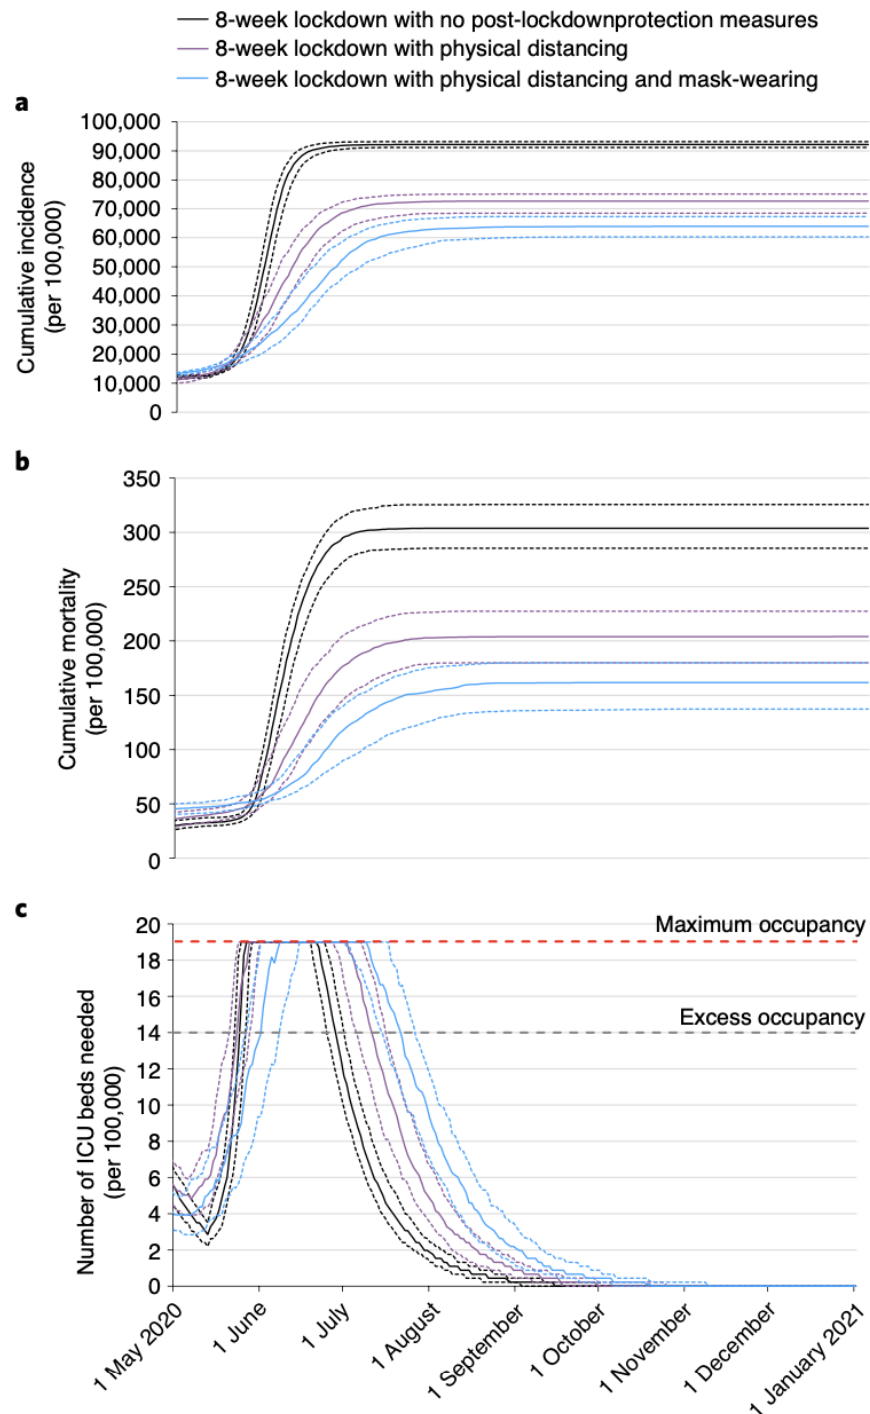 8-week lockdown with no post-lockdownprotection measures
8-week lockdown with physical distancing
8-week lockdown with physical distancing and mask-wearing
a
100,000
90,000
80,000
70,000
60,000
50,000
40,000
30,000
20,000
10,000
0
Cumulative incidence
(per 100,000)
b
350
300
250
200
150
100
50
0
Cumulative mortality
(per 100,000)
c
20
18
16
14
12
10
8
6
4
2
0
Number of ICU beds needed
(per 100,000)
Maximum occupancy
Excess occupancy
1 May 2020
1 June
1 July
1 August
1 September
1 October
1 November
1 December
1 January 2021